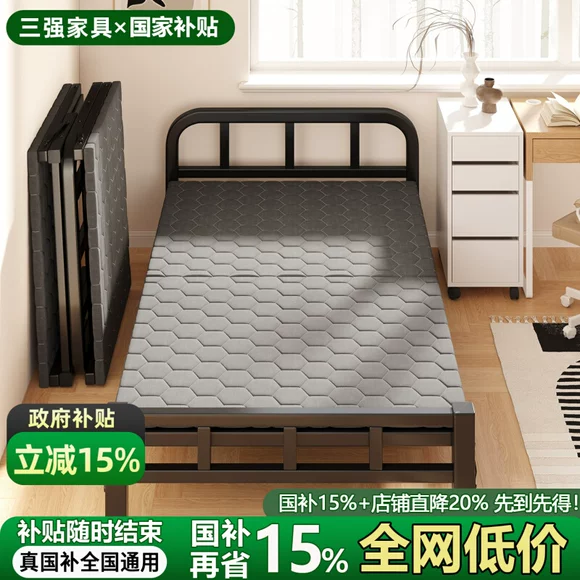 三强家具×国家补贴
政府补贴
立减15%
国补15%+店铺直降20% 先到先得!
补贴随时结束
真国补全国通用
国补
再省
15%
全网低价